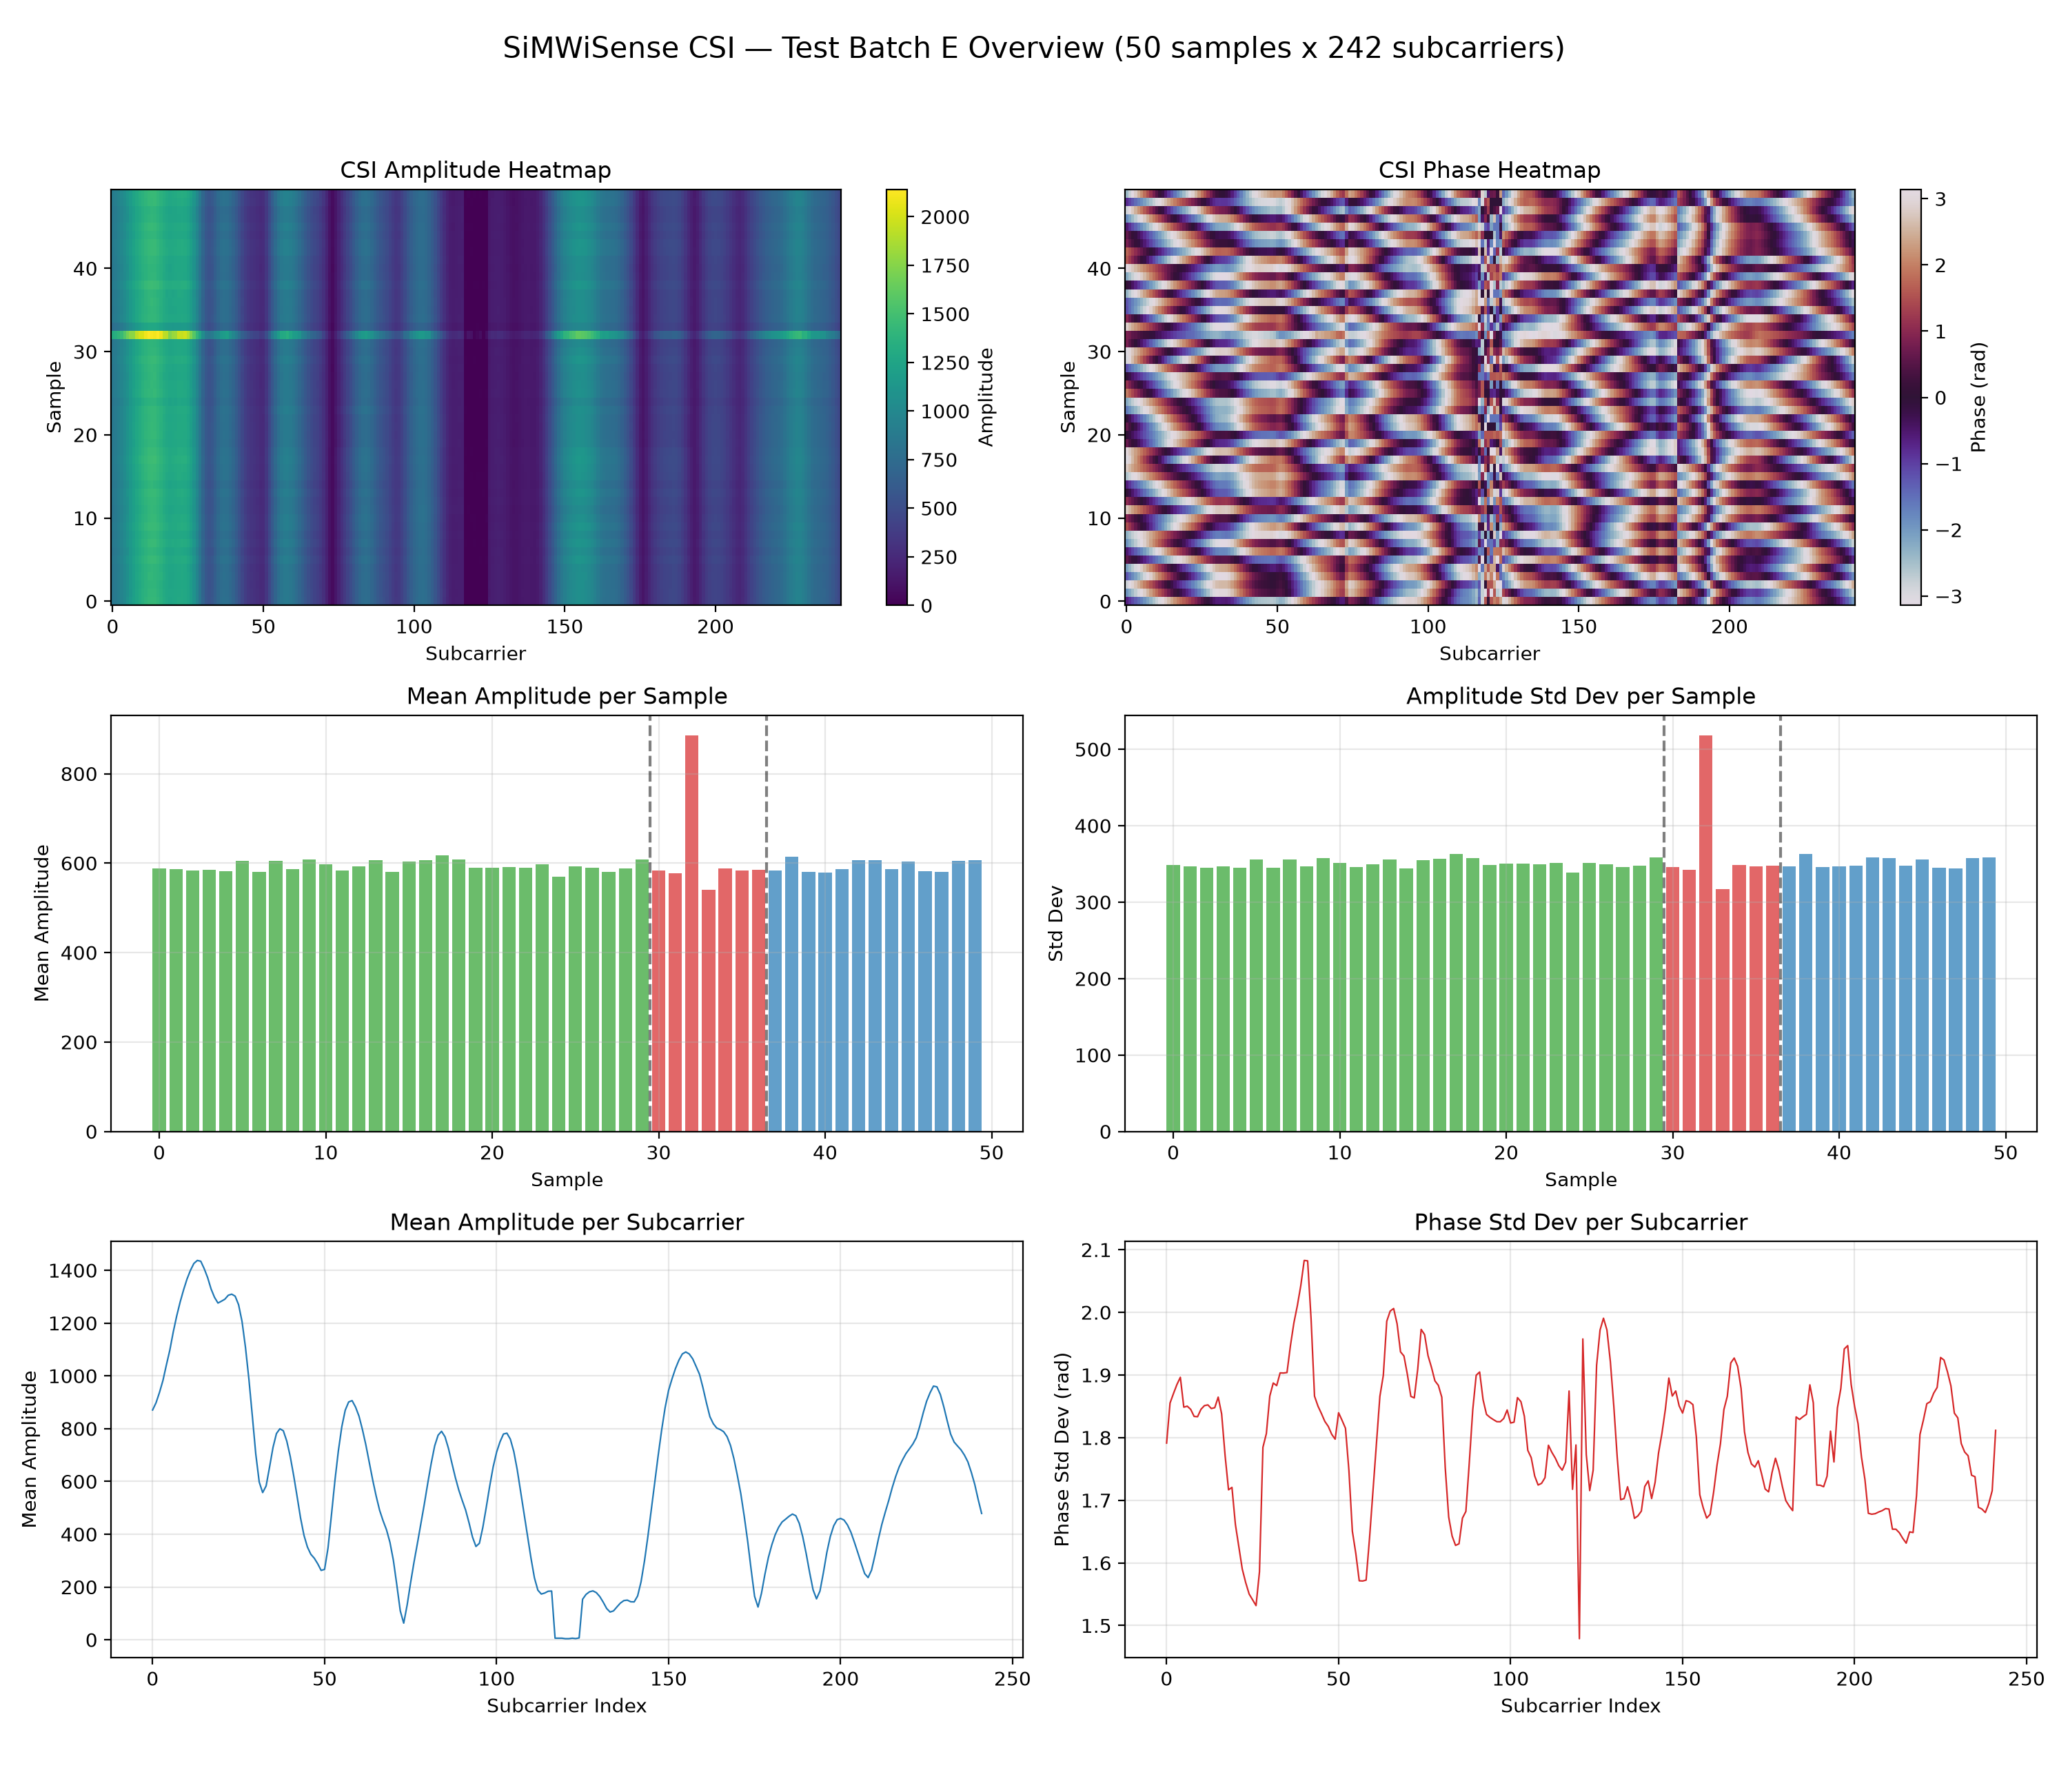 SiMWiSense CSI — Test Batch E Overview (50 samples x 242 subcarriers)
CSI Amplitude Heatmap
Sample
40
30
20
10
0
0 50 100 150 200
Subcarrier
2000
1750
1500
1250
1000
750
500
250
0
Amplitude
CSI Phase Heatmap
Sample
40
30
20
10
0
0 50 100 150 200
Subcarrier
3
2
1
0
−1
−2
−3
Phase (rad)
Mean Amplitude per Sample
Mean Amplitude
800
600
400
200
0
0 10 20 30 40 50
Sample
Amplitude Std Dev per Sample
Std Dev
500
400
300
200
100
0
0 10 20 30 40 50
Sample
Mean Amplitude per Subcarrier
Mean Amplitude
1400
1200
1000
800
600
400
200
0
0 50 100 150 200 250
Subcarrier Index
Phase Std Dev per Subcarrier
Phase Std Dev (rad)
2.1
2.0
1.9
1.8
1.7
1.6
1.5
0 50 100 150 200 250
Subcarrier Index